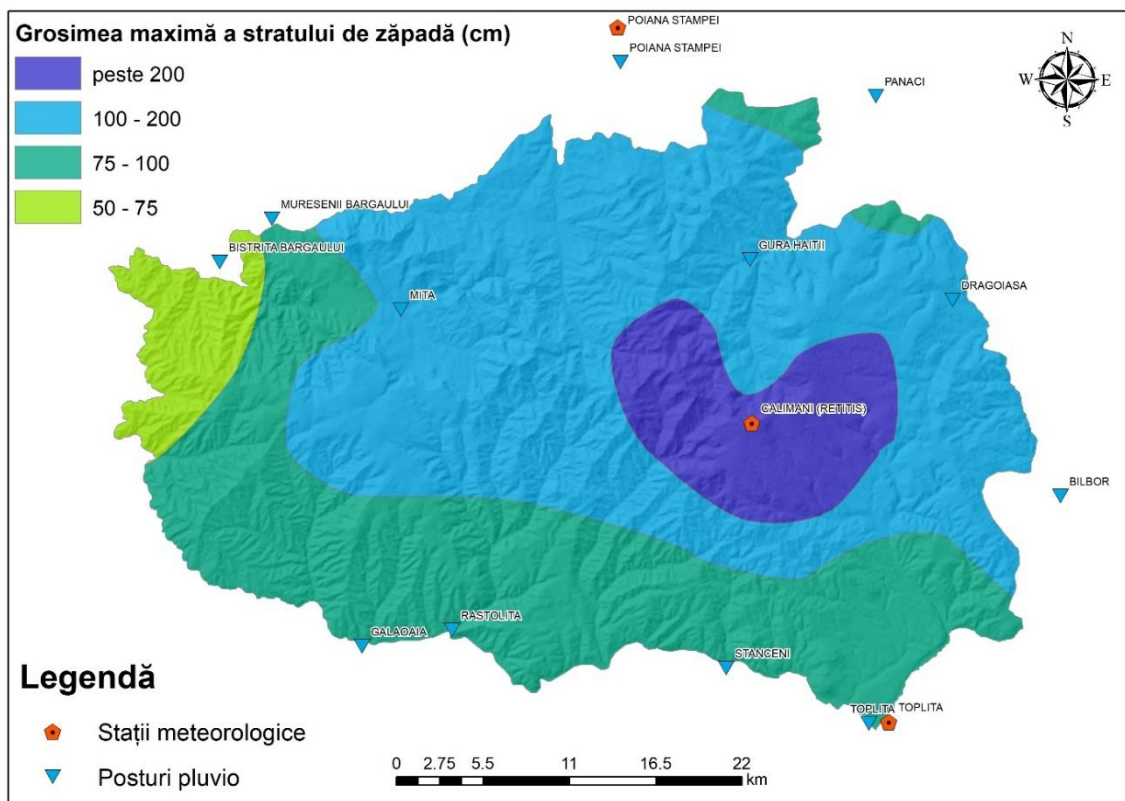 Grosimea maximă a stratului de zăpadă (cm)
peste 200
100 - 200
75 - 100
50 - 75
POIANA STAMPEI
POIANA STAMPEI
PANACI
N
W E
S
MURESENII BARGAULUI
BISTRITA BARGAULUI
GURA HAITII
MITA
DRAGOIASA
CALIMANI (RETITIS)
BILBOR
RASTOLITA
GALAOAIA
STANCENI
TOPLITA TOPLITA
Legendă
Stații meteorologice
Posturi pluvio
0 2.75 5.5 11 16.5 22
km